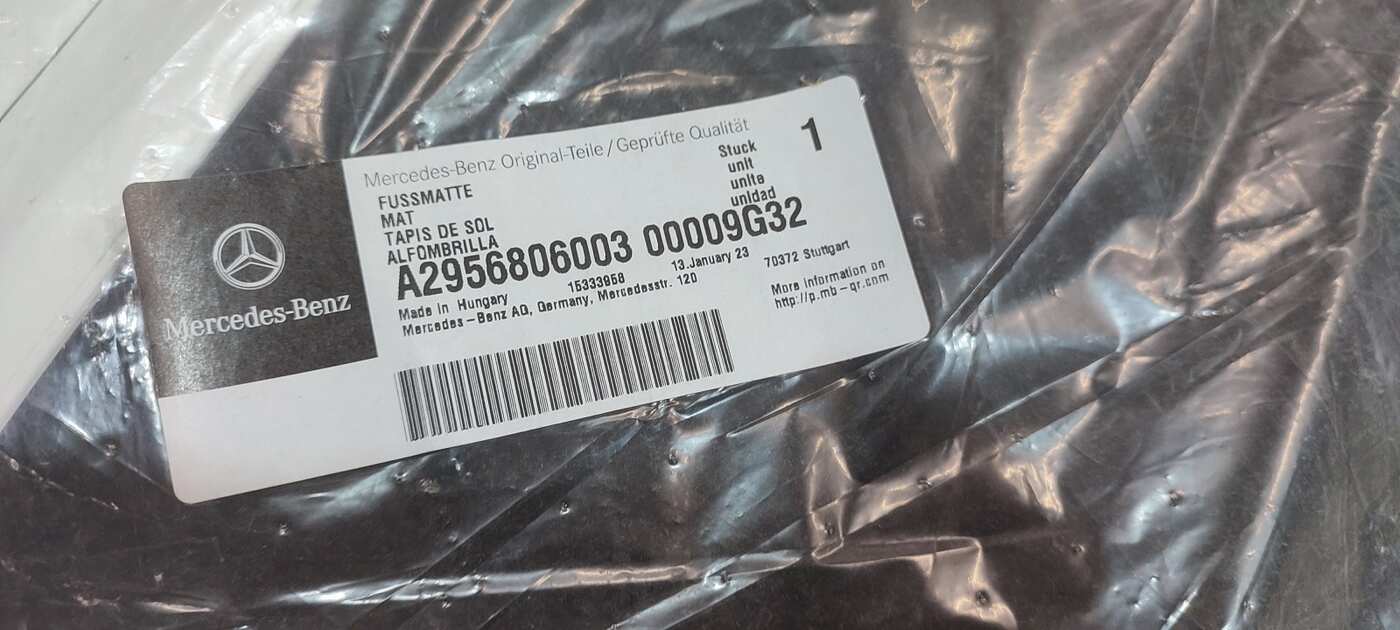 Mercedes-Benz
Mercedes-Benz Original-Teile / Geprüfte Qualität
FUSSMATTE
MAT
TAPIS DE SOL
ALFOMBRILLA
Stuck
unit
unite
unidad
1
A2956806003 00009G32
Made in Hungary 15333958 13.January 23 70372 Stuttgart
Mercedes-Benz AG, Germany, Mercedesstr. 120
More information on
http://p.mb-qr.com